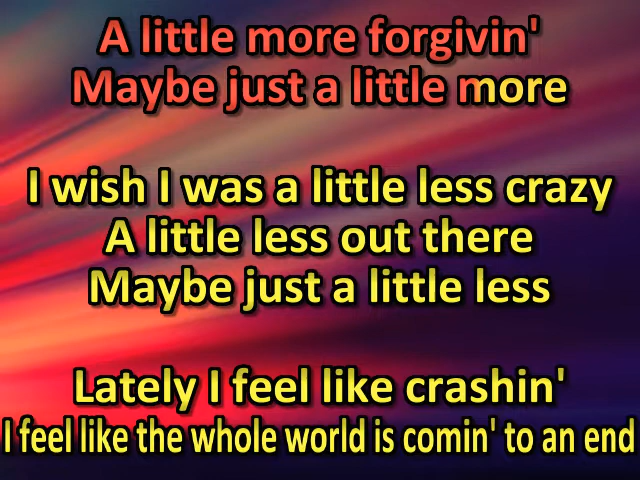 A little more forgivin'
Maybe just a little more
I wish I was a little less crazy
A little less out there
Maybe just a little less
Lately I feel like crashin'
I feel like the whole world is comin' to an end